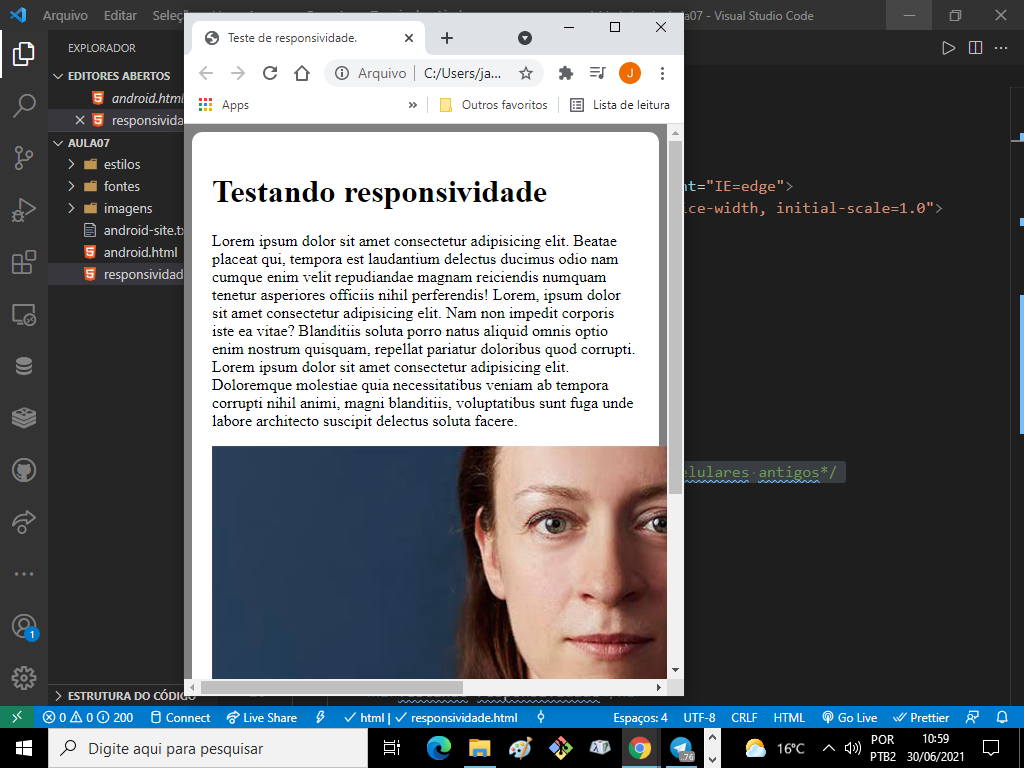 Arquivo Editar Seleç
07 - Visual Studio Code
Teste de responsividade.
Arquivo C:/Users/ja...
J
Apps » Outros favoritos Lista de leitura
EXPLORADOR
EDITORES ABERTOS
android.html
responsivida
AULA07
estilos
fontes
imagens
android-site.tx
android.html
responsividad
ESTRUTURA DO CÓDIGO
Testando responsividade
Lorem ipsum dolor sit amet consectetur adipisicing elit. Beatae
placeat qui, tempora est laudantium delectus ducimus odio nam
cumque enim velit repudiandae magnam reiciendis numquam
tenetur asperiores officiis nihil perferendis! Lorem, ipsum dolor
sit amet consectetur adipisicing elit. Nam non impedit corporis
iste ea vitae? Blanditiis soluta porro natus aliquid omnis optio
enim nostrum quisquam, repellat pariatur doloribus quod corrupti.
Lorem ipsum dolor sit amet consectetur adipisicing elit.
Doloremque molestiae quia necessitatibus veniam ab tempora
corrupti nihil animi, magni blanditiis, voluptatibus sunt fuga unde
labore architecto suscipit delectus soluta facere.
nt="IE=edge">
ice-width, initial-scale=1.0">
elulares antigos*/
1
0 0 200 Connect Live Share html | responsividade.html Espaços: 4 UTF-8 CRLF HTML Go Live Prettier
Digite aqui para pesquisar
76
16°C
POR
PTB2
10:59
30/06/2021